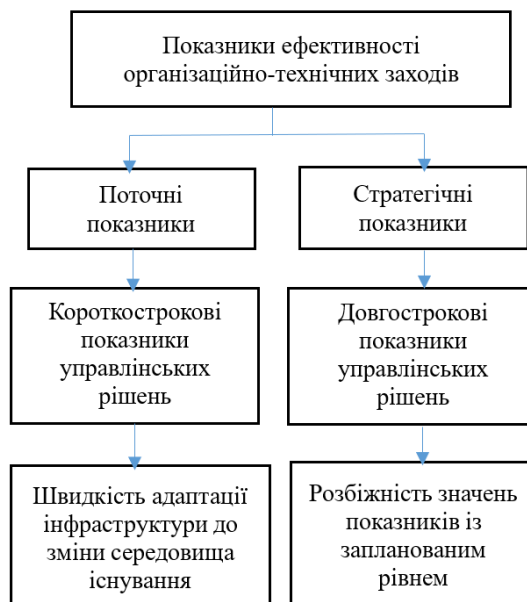 Показники ефективності
організаційно-технічних заходів
Поточні
показники
Стратегічні
показники
Короткострокові
показники
управлінських
рішень
Довгострокові
показники
управлінських
рішень
Швидкість адаптації
інфраструктури до
зміни середовища
існування
Розбіжність значень
показників із
запланованим
рівнем